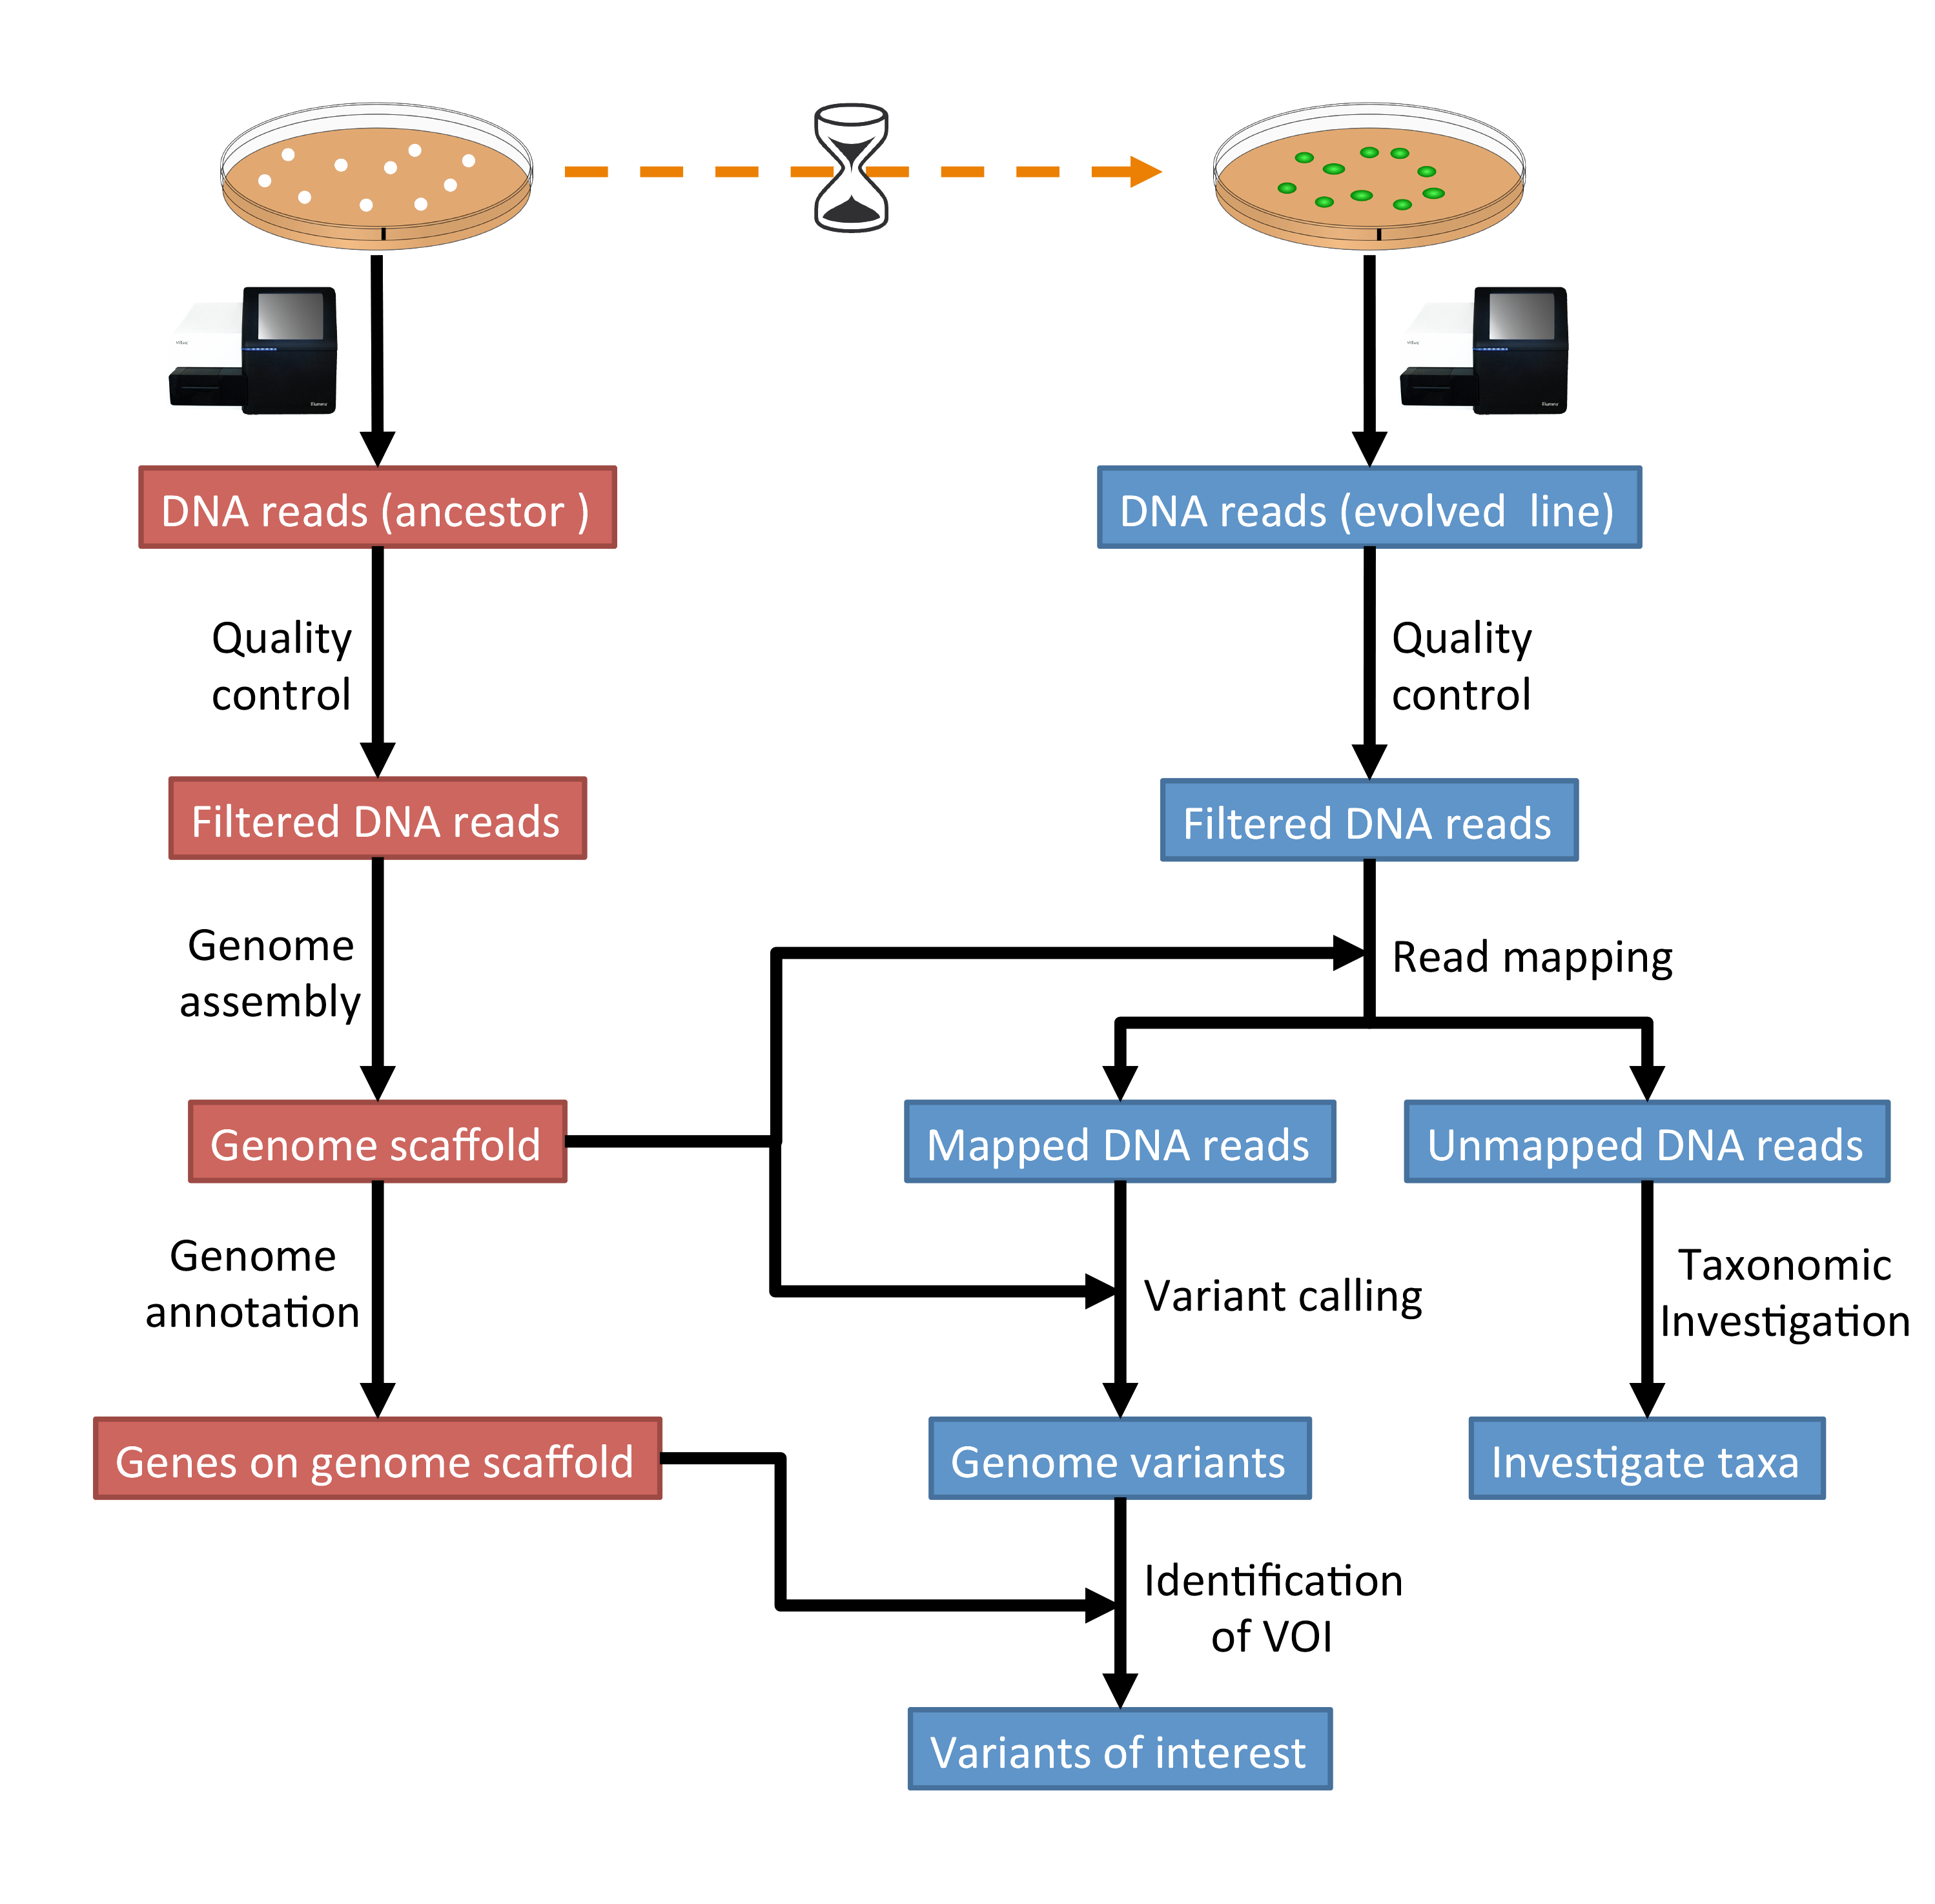 DNA reads (ancestor )
DNA reads (evolved  line)
Quality
control
Quality
control
Filtered DNA reads
Filtered DNA reads
Genome
assembly
Read mapping
Genome scaffold
Mapped DNA reads
Unmapped DNA reads
Genome
annotation
Variant calling
Taxonomic
Investigation
Genes on genome scaffold
Genome variants
Investigate taxa
Identification
of VOI
Variants of interest